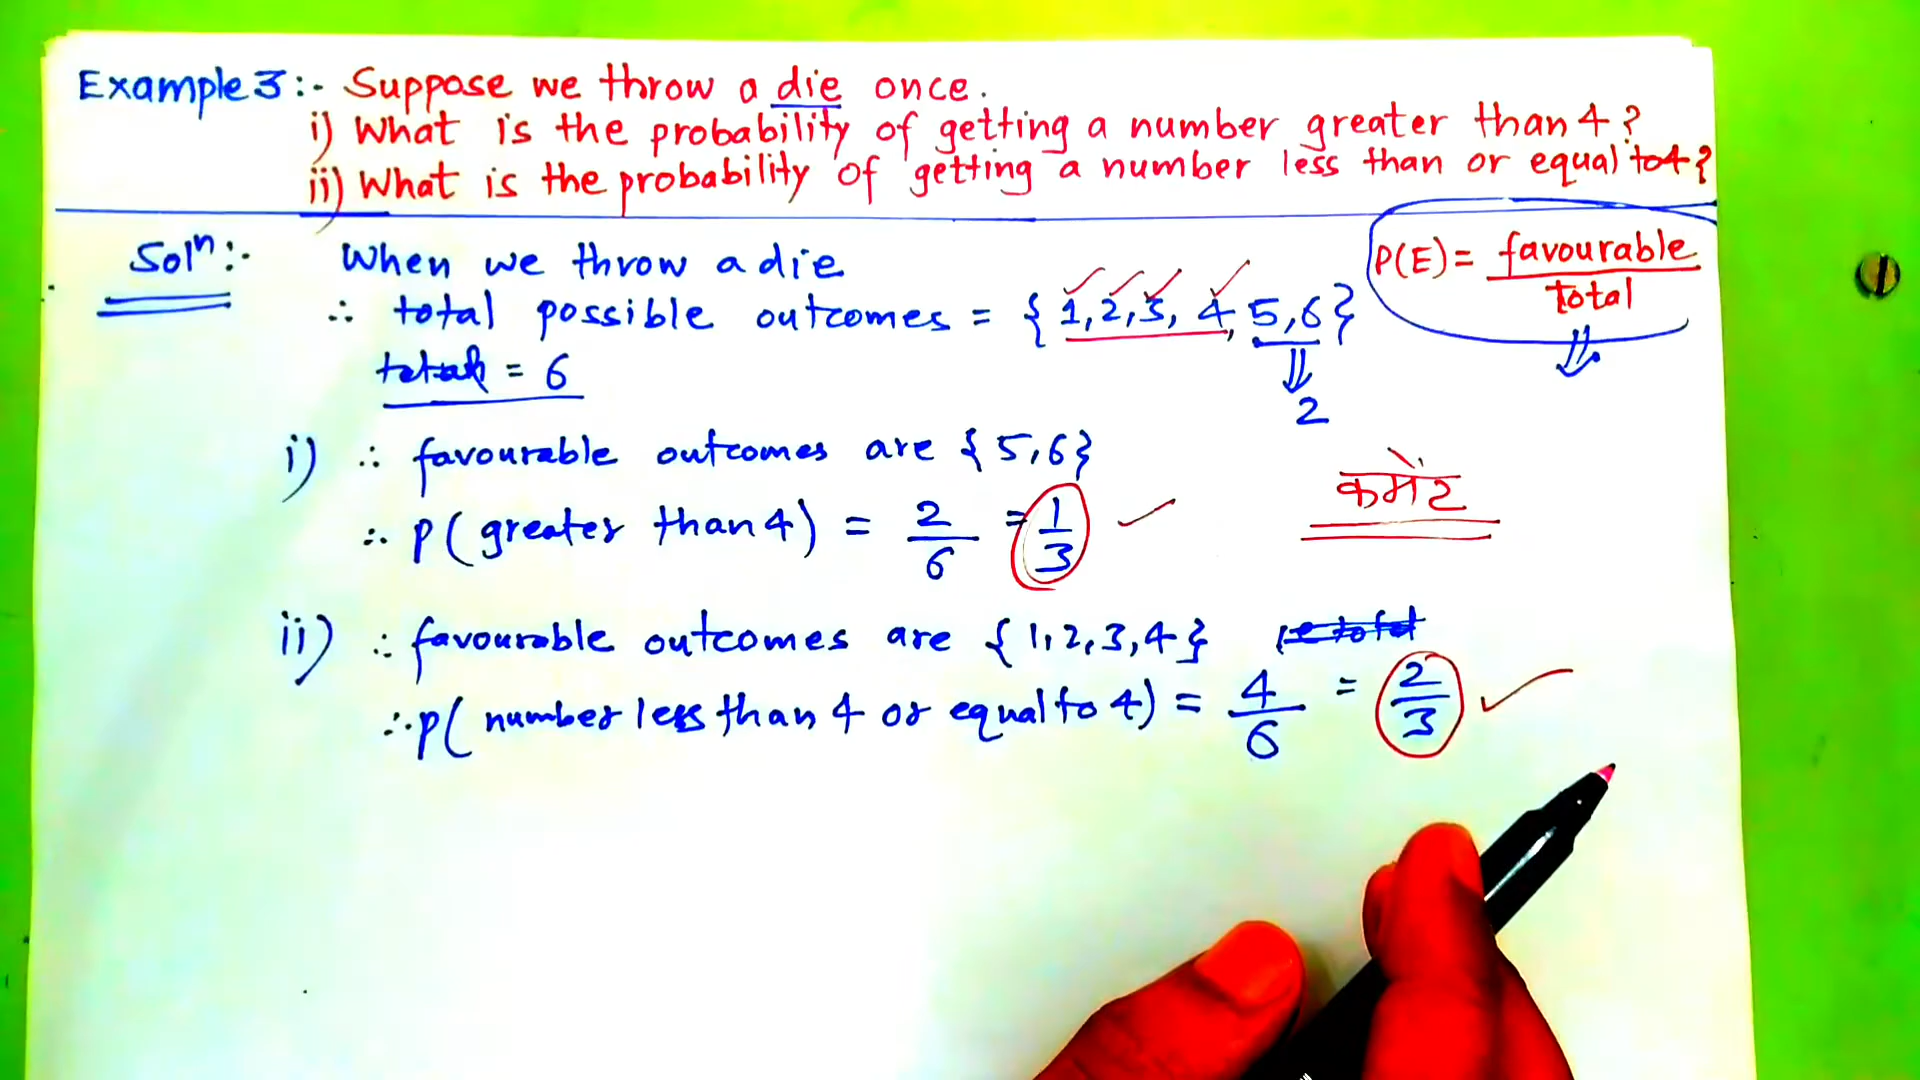 Example 3:- Suppose we throw a die once.
i) What is the probability of getting a number greater than 4?
ii) What is the probability of getting a number less than or equal to 4?
Solⁿ:- When we throw a die
∴ total possible outcomes = {1,2,3, 4, 5,6}
P(E) = favourable / total
total = 6
2
i) ∴ favourable outcomes are {5,6}
कमेंट
∴ P(greater than 4) = 2/6 = 1/3
ii) ∴ favourable outcomes are {1,2,3,4}
∴ P(number less than 4 or equal to 4) = 4/6 = 2/3